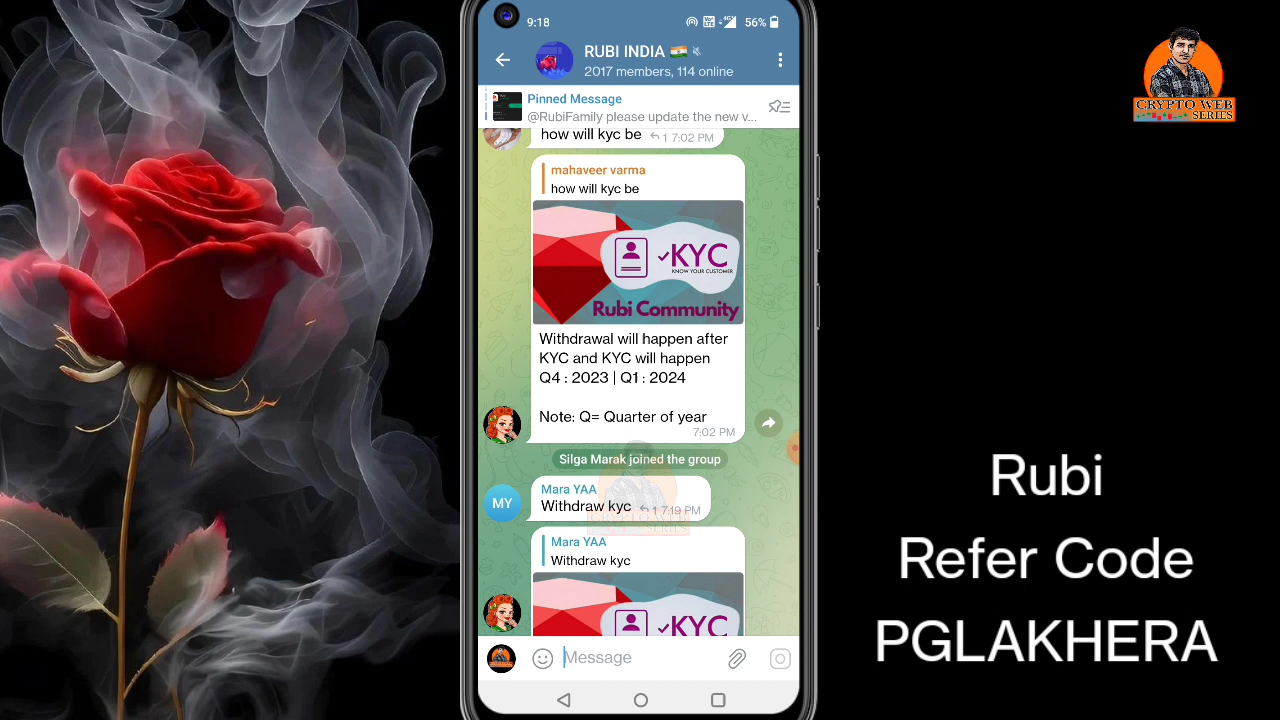 9:18
56%
RUBI INDIA 🇮🇳
2017 members, 114 online
Pinned Message
@RubiFamily please update the new v...
how will kyc be 1 7:02 PM
mahaveer varma
how will kyc be
KYC
KNOW YOUR CUSTOMER
Rubi Community
Withdrawal will happen after
KYC and KYC will happen
Q4 : 2023 | Q1 : 2024
Note: Q= Quarter of year
7:02 PM
Silga Marak joined the group
MY
Mara YAA
Withdraw kyc 1 7:19 PM
Mara YAA
Withdraw kyc
KYC
Message
CRYPTO WEB
SERIES
Rubi
Refer Code
PGLAKHERA